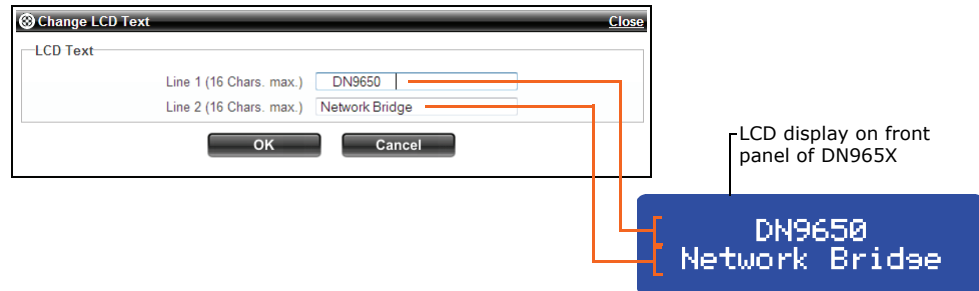 Change LCD Text Close
LCD Text
Line 1 (16 Chars. max.) DN9650
Line 2 (16 Chars. max.) Network Bridge
OK Cancel
LCD display on front
panel of DN965X
DN9650
Network Bridge